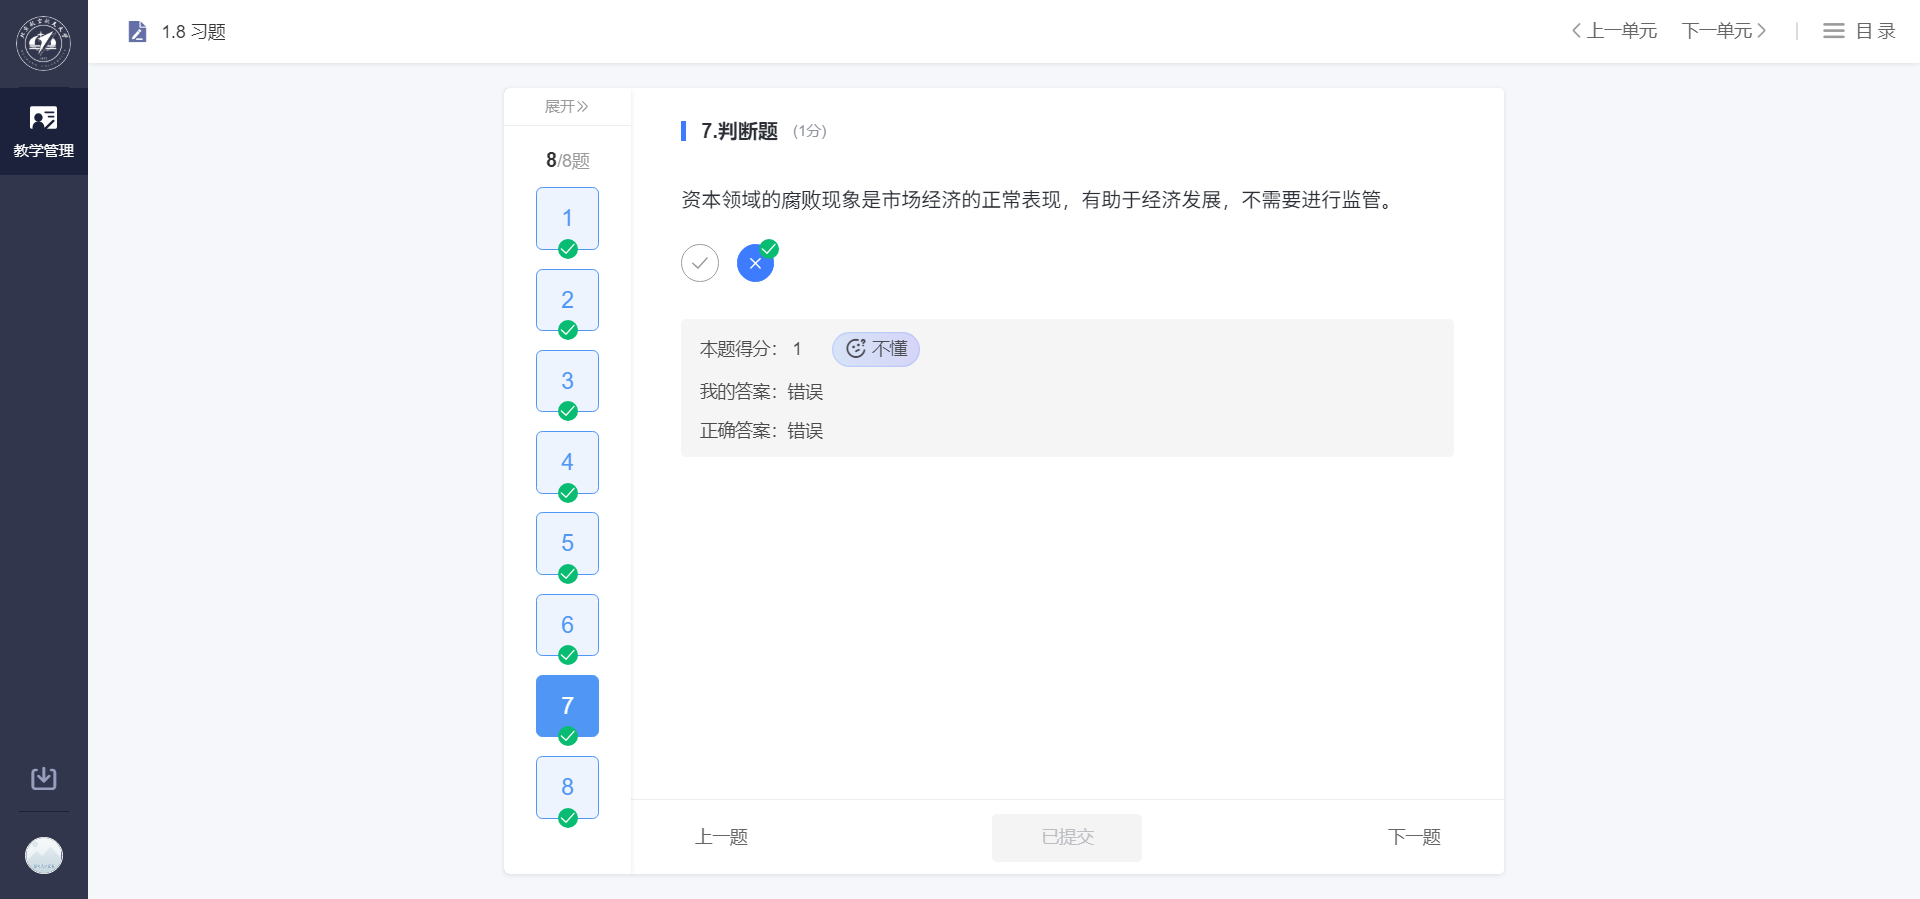 1.8 习题
上一单元
下一单元
目录
教学管理
展开
8/8题
1
2
3
4
5
6
7
8
7.判断题 (1分)
资本领域的腐败现象是市场经济的正常表现，有助于经济发展，不需要进行监管。
本题得分： 1 不懂
我的答案：错误
正确答案：错误
上一题
已提交
下一题